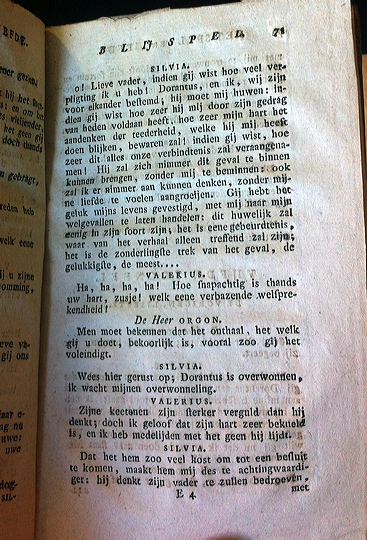 BLIJSPEL. 71
SILVIA.
o! Lieve vader, indien gij wist hoe veel ver-
pligting ik u heb! Dorantus, en ik, wij zijn
voor elkander bestemd; hij moet mij huwen: in-
dien gij wist hoe zeer hij mij door zijn gedrag
van heden voldaan heeft, hoe zeer mijn hart het
aandenken der teederheid, welke hij mij heeft
doen blijken, bewaren zal! indien gij wist, hoe
zeer dit alles onze verbindtenis zal veraangena-
men! Hij zal zich nimmer dit geval te binnen
kunnen brengen, zonder mij te beminnen: ook
zal ik er nimmer aan kunnen denken, zonder mij-
ne liefde te voelen aangroeijen. Gij hebt het
geluk mijns levens gevestigd, met mij naar mijn
welgevallen te laten handelen: dit huwelijk zal
eenig in zijn soort zijn; het is eene gebeurdtenis,
waar van het verhaal alleen treffend zal zijn;
het is de zonderlingste trek van het geval, de
gelukkigste, de meest....
VALERIUS.
Ha, ha, ha, ha! Hoe snapachtig is thands
uw hart, zusje! welk eene verbazende welspre-
kendheid!
De Heer ORGON.
Men moet bekennen dat het onthaal, het welk
gij u doet, bekoorlijk is, vooral zoo gij het
voleindigt.
SILVIA.
Wees hier gerust op; Dorantus is overwonnen,
ik wacht mijnen overwonneling.
VALERIUS.
Zijne keetenen zijn sterker verguld dan hij
denkt; doch ik geloof dat zijn hart zeer bekneld
is, en ik heb medelijden met het geen hij lijdt.
SILVIA.
Dat het hem zoo veel kost om tot een besluit
te komen, maakt hem mij des te achtingwaardi-
ger: hij denkt zijn vader te zullen bedroeven,
E 4. met